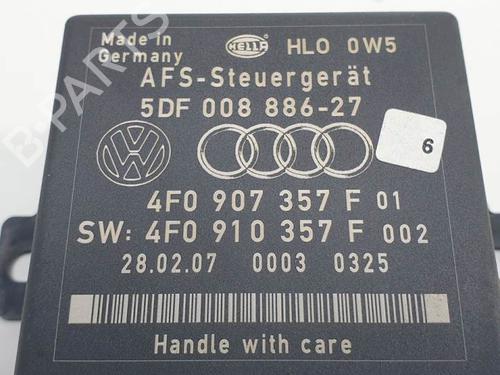 Made in
Germany
HELLA
HLO 0W5
AFS-Steuergerät
5DF 008 886-27
6
4F0 907 357 F 01
SW: 4F0 910 357 F 002
28.02.07 0003 0325
Handle with care
B-PARTS